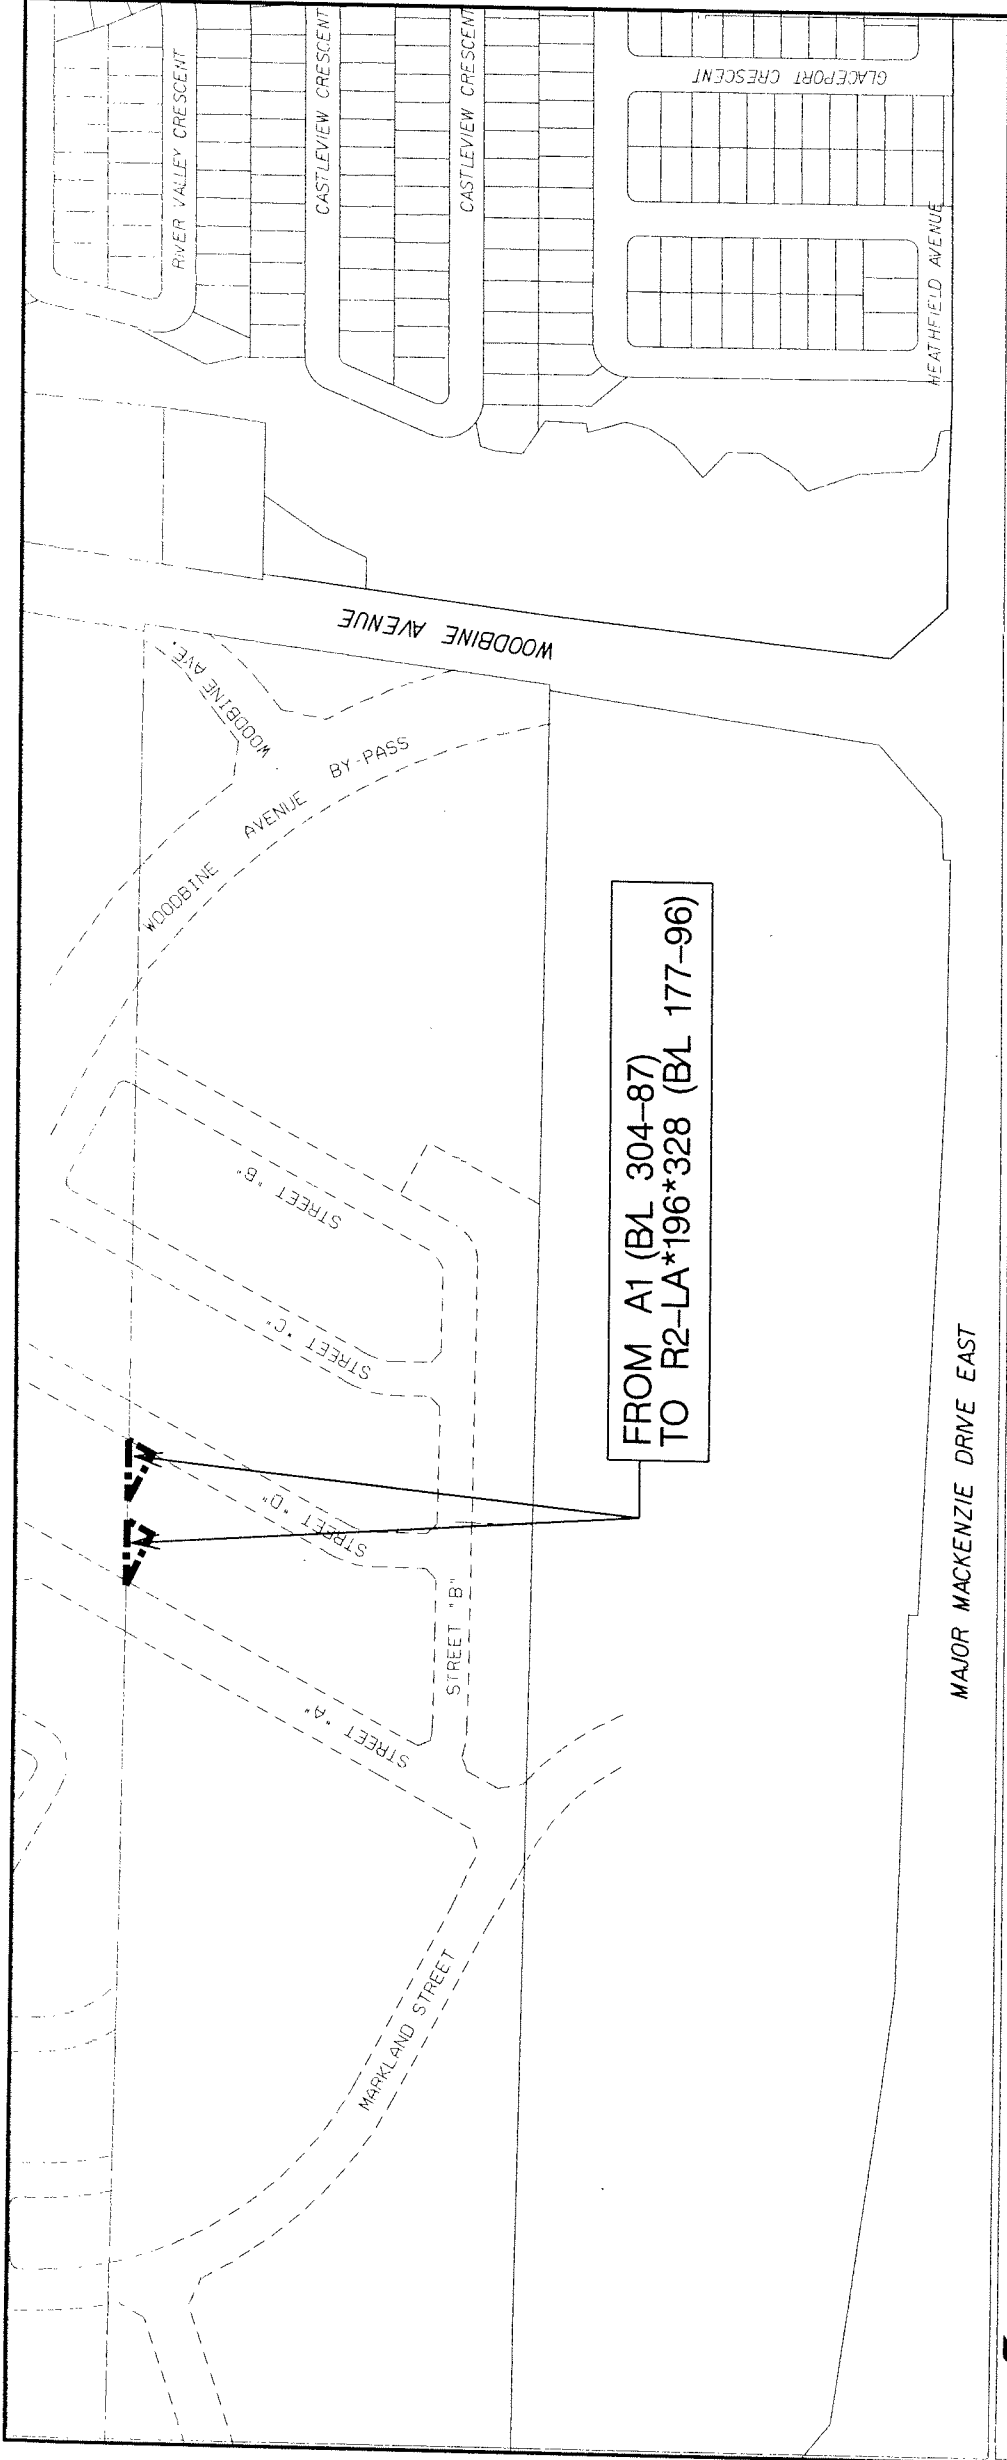 RIVER VALLEY CRESCENT
CASTLEVIEW CRESCENT
CASTLEVIEW CRESCENT
GLACEPORT CRESCENT
HEATHFIELD AVENUE
WOODBINE AVENUE
WOODBINE AVE.
WOODBINE AVENUE BY-PASS
STREET "B"
STREET "C"
STREET "D"
STREET "B"
STREET "A"
MARKLAND STREET
FROM A1 (B/L 304-87)
TO R2-LA*196*328 (B/L 177-96)
MAJOR MACKENZIE DRIVE EAST